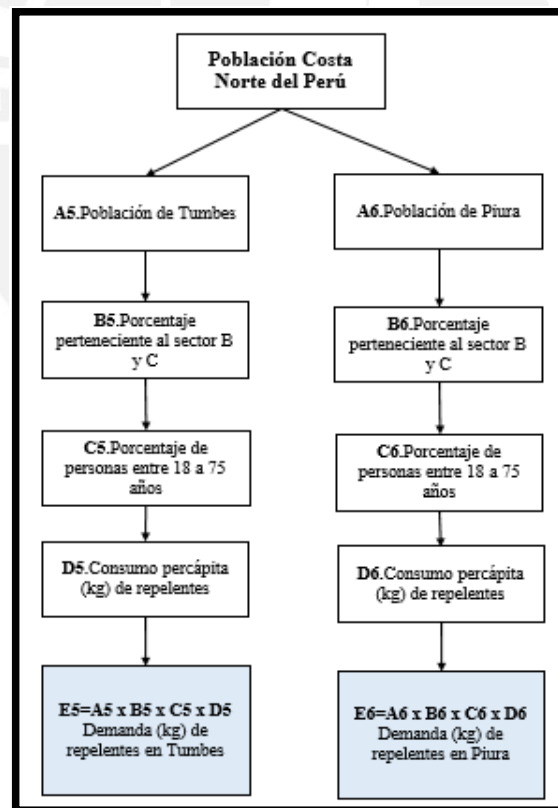 Población Costa
Norte del Perú
A5.Población de Tumbes
B5.Porcentaje
perteneciente al sector B
y C
C5.Porcentaje de
personas entre 18 a 75
años
D5.Consumo percápita
(kg) de repelentes
E5=A5 x B5 x C5 x D5
Demanda (kg) de
repelentes en Tumbes
A6.Población de Piura
B6.Porcentaje
perteneciente al sector B
y C
C6.Porcentaje de
personas entre 18 a 75
años
D6.Consumo percápita
(kg) de repelentes
E6=A6 x B6 x C6 x D6
Demanda (kg) de
repelentes en Piura